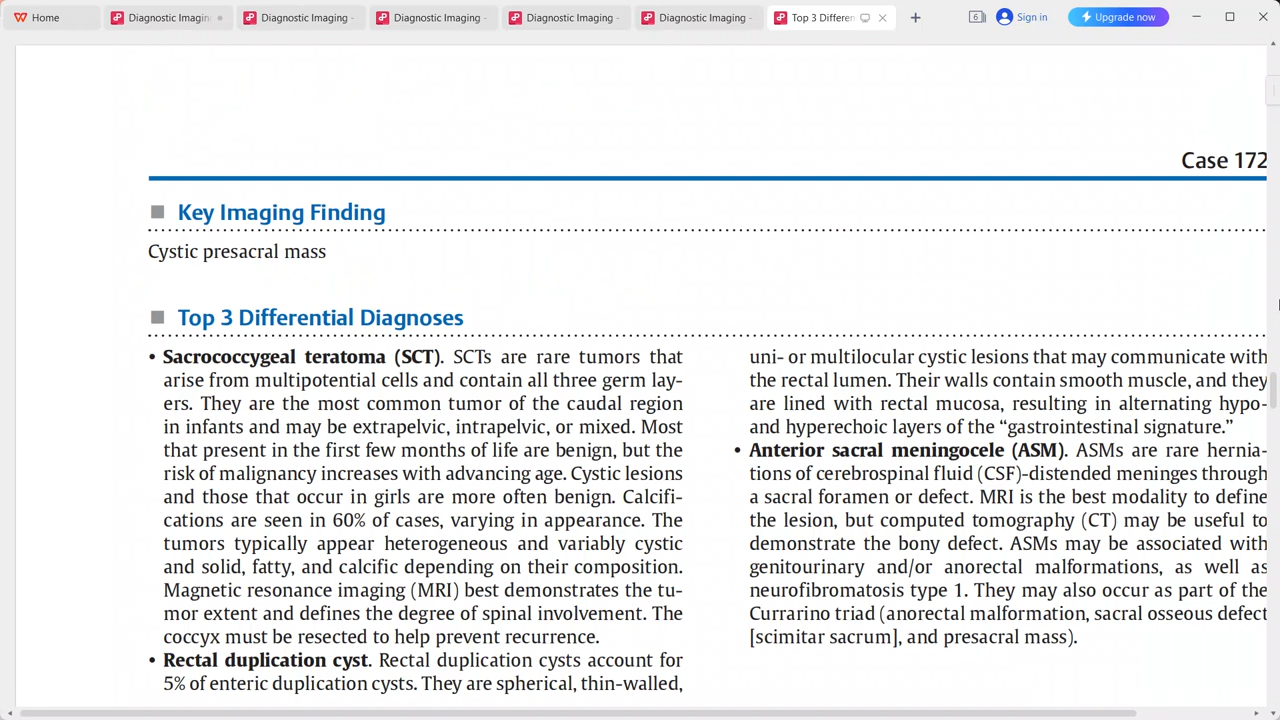 Home
Diagnostic Imaging
Diagnostic Imaging -
Diagnostic Imaging -
Diagnostic Imaging -
Diagnostic Imaging -
Top 3 Differen
6
Sign in
Upgrade now
Case 172
Key Imaging Finding
Cystic presacral mass
Top 3 Differential Diagnoses
• Sacrococcygeal teratoma (SCT). SCTs are rare tumors that
arise from multipotential cells and contain all three germ lay-
ers. They are the most common tumor of the caudal region
in infants and may be extrapelvic, intrapelvic, or mixed. Most
that present in the first few months of life are benign, but the
risk of malignancy increases with advancing age. Cystic lesions
and those that occur in girls are more often benign. Calcifi-
cations are seen in 60% of cases, varying in appearance. The
tumors typically appear heterogeneous and variably cystic
and solid, fatty, and calcific depending on their composition.
Magnetic resonance imaging (MRI) best demonstrates the tu-
mor extent and defines the degree of spinal involvement. The
coccyx must be resected to help prevent recurrence.
• Rectal duplication cyst. Rectal duplication cysts account for
5% of enteric duplication cysts. They are spherical, thin-walled,
uni- or multilocular cystic lesions that may communicate with
the rectal lumen. Their walls contain smooth muscle, and they
are lined with rectal mucosa, resulting in alternating hypo-
and hyperechoic layers of the “gastrointestinal signature.”
• Anterior sacral meningocele (ASM). ASMs are rare hernia-
tions of cerebrospinal fluid (CSF)-distended meninges through
a sacral foramen or defect. MRI is the best modality to define
the lesion, but computed tomography (CT) may be useful to
demonstrate the bony defect. ASMs may be associated with
genitourinary and/or anorectal malformations, as well as
neurofibromatosis type 1. They may also occur as part of the
Currarino triad (anorectal malformation, sacral osseous defect
[scimitar sacrum], and presacral mass).